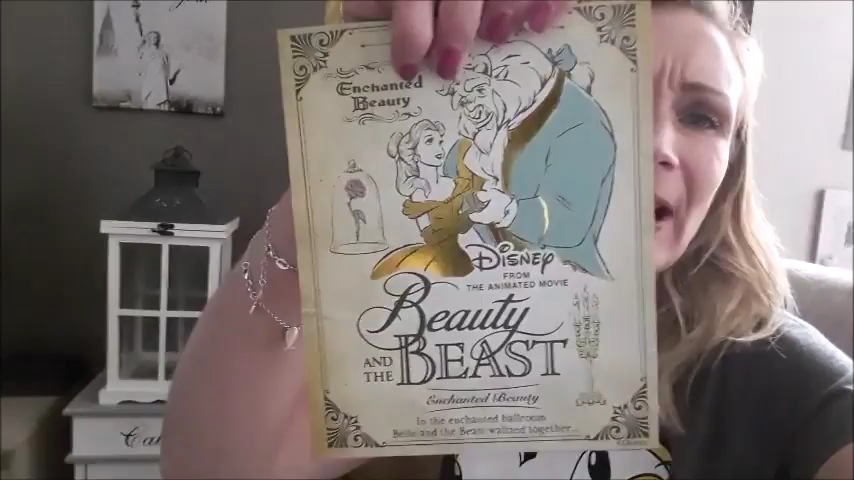 Enchanted
Beauty
Disney
FROM
THE ANIMATED MOVIE
Beauty
AND THE BEAST
Enchanted Beauty
In the enchanted ballroom
Belle and the Beast waltzed together...